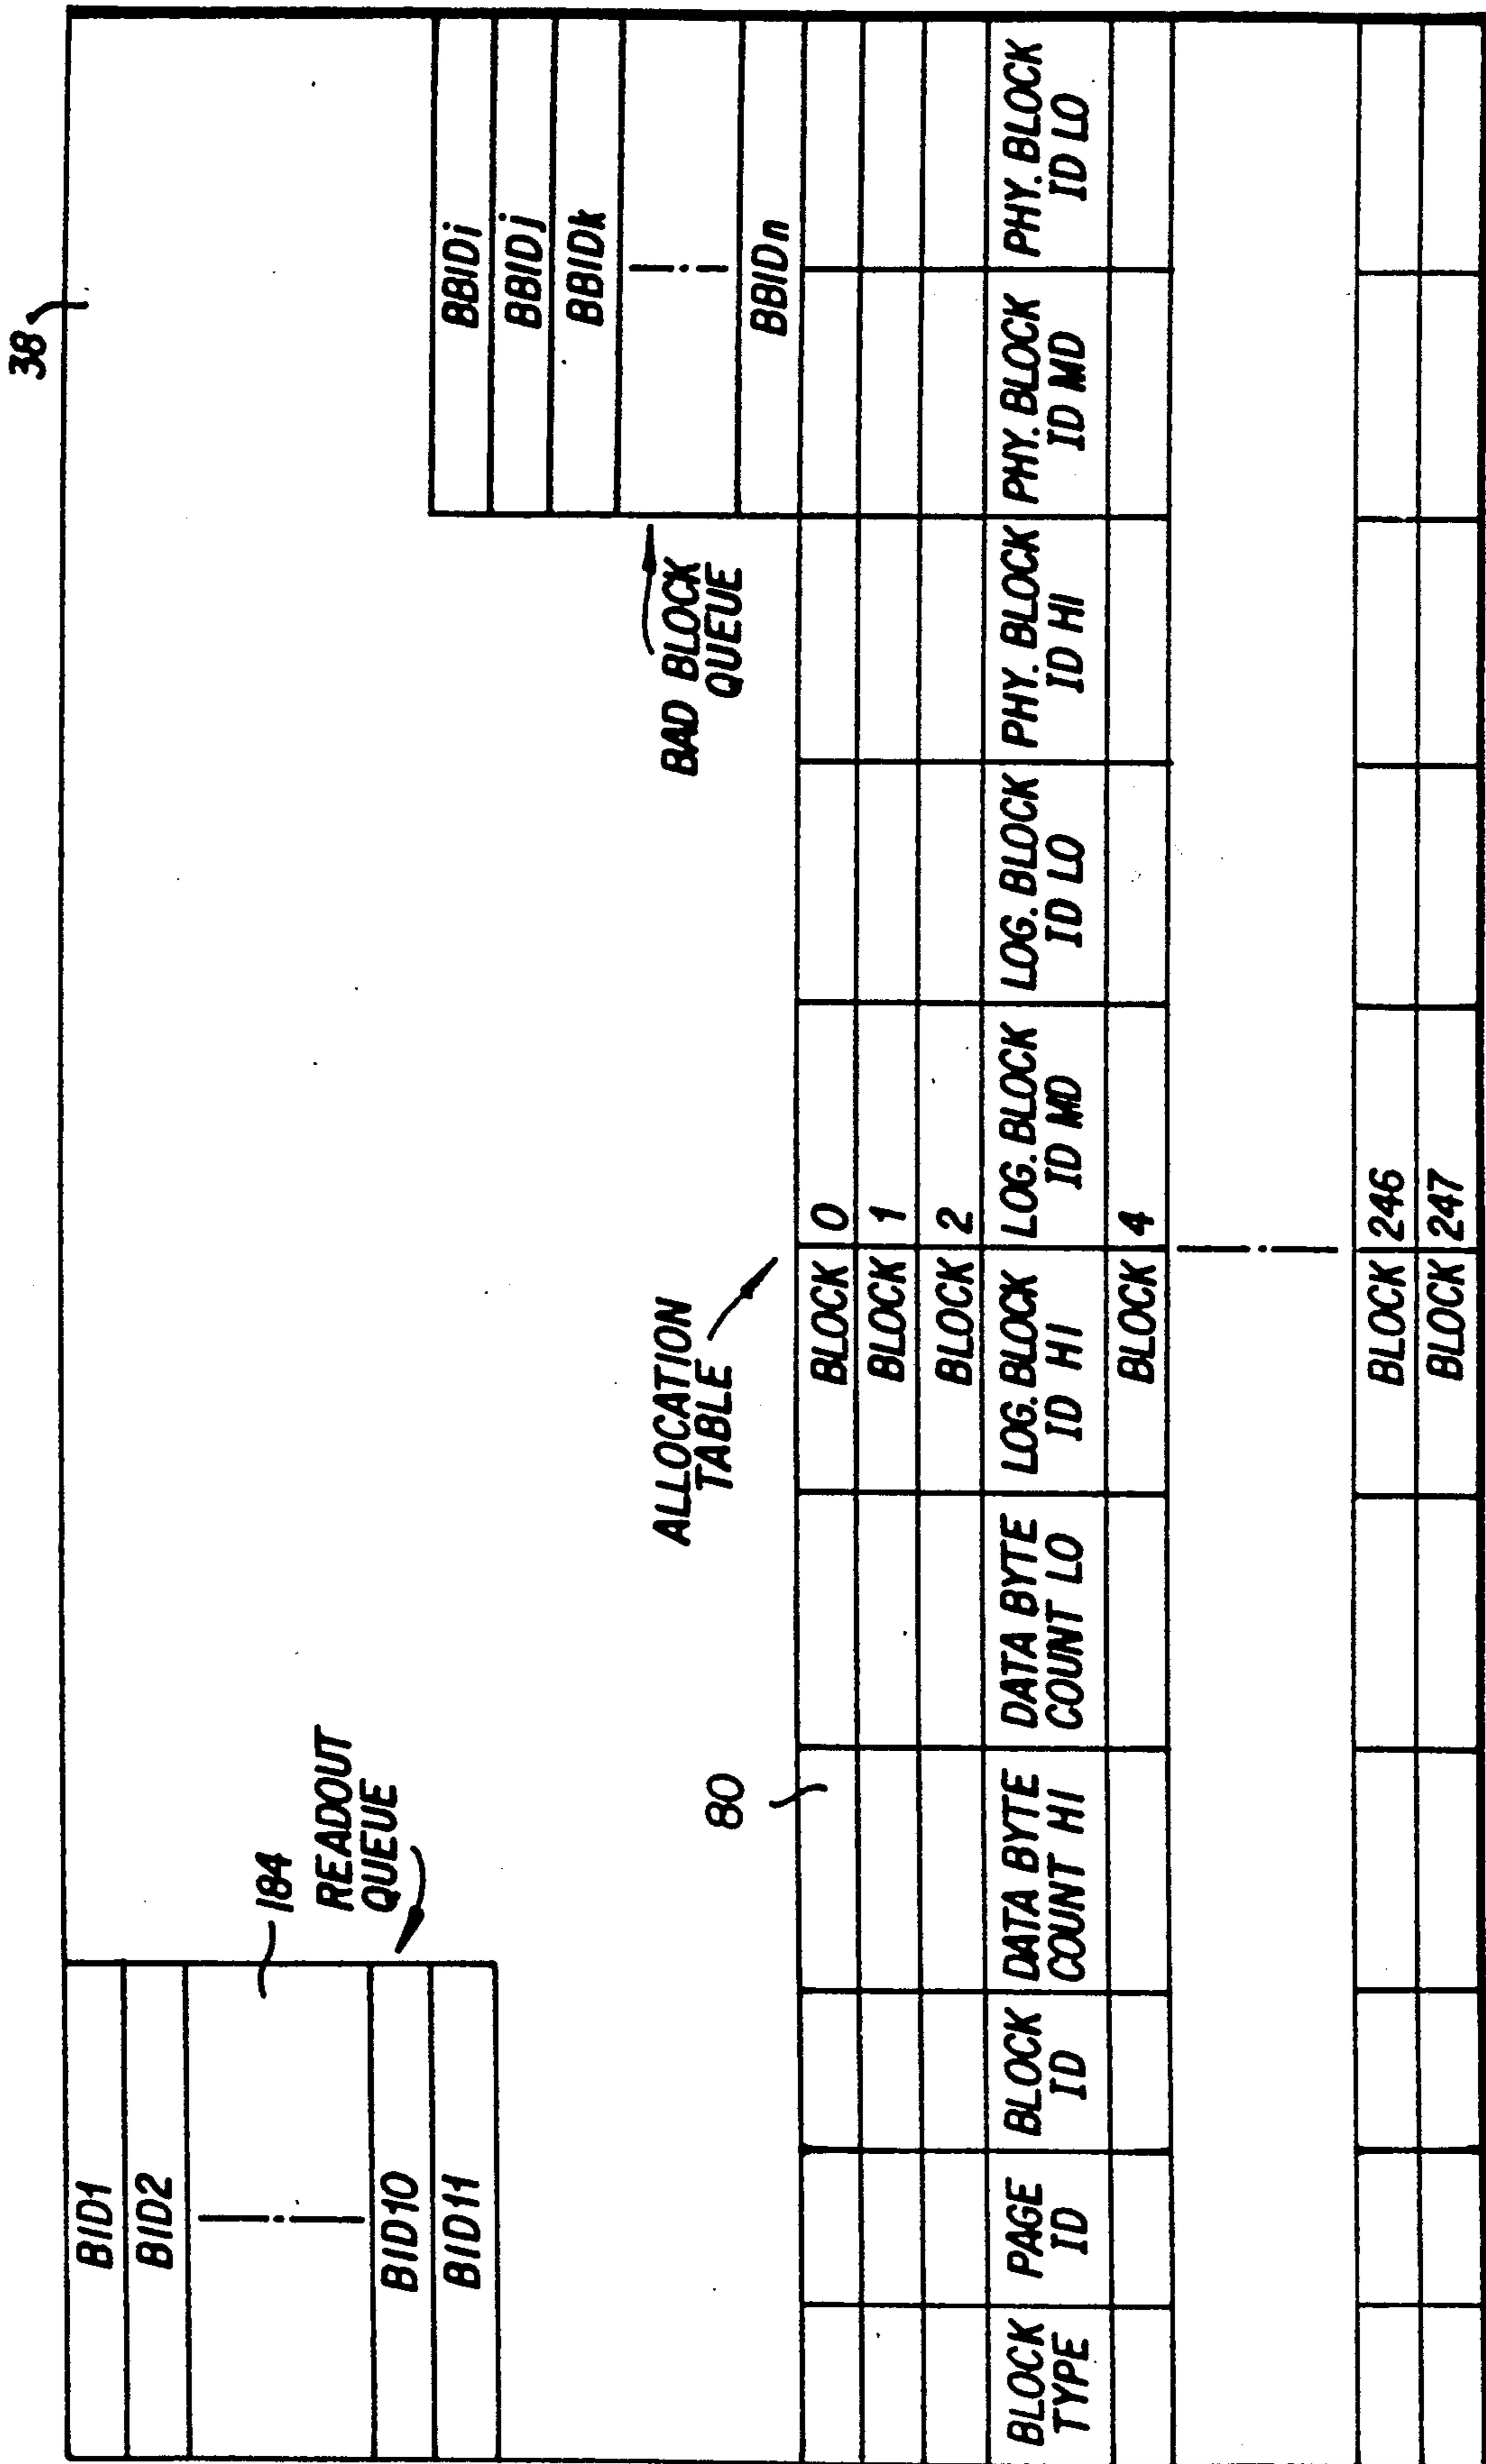 38
BID1
BID2
BID10
BID11
184
READOUT
QUEUE
BBIDi
BBIDj
BBIDk
BBIDn
BAD BLOCK
QUEUE
ALLOCATION
TABLE
80
BLOCK 0
BLOCK 1
BLOCK 2
BLOCK
TYPE
PAGE
ID
BLOCK
ID
DATA BYTE
COUNT HI
DATA BYTE
COUNT LO
LOG. BLOCK
ID HI
LOG. BLOCK
ID MD
LOG. BLOCK
ID LO
PHY. BLOCK
ID HI
PHY. BLOCK
ID MD
PHY. BLOCK
ID LO
BLOCK 4
BLOCK 246
BLOCK 247